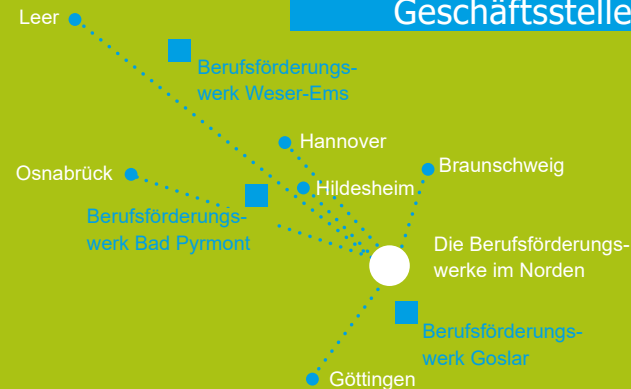 Geschäftsstelle
Leer
Berufsförderungs-
werk Weser-Ems
Hannover
Braunschweig
Osnabrück
Hildesheim
Berufsförderungs-
werk Bad Pyrmont
Die Berufsförderungs-
werke im Norden
Berufsförderungs-
werk Goslar
Göttingen